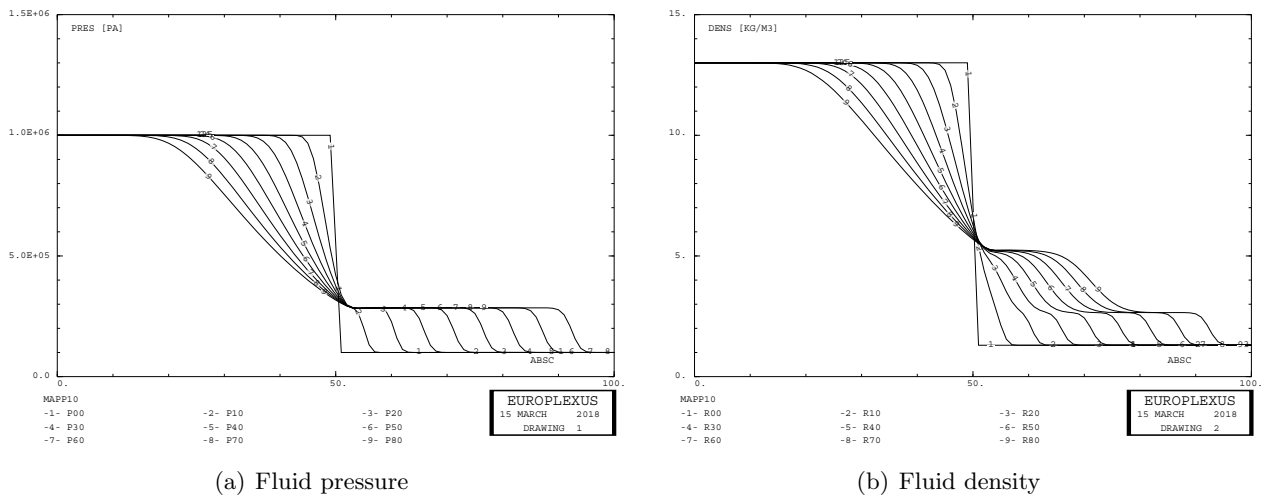 1.5E+06
PRES [PA]
1.0E+06
5.0E+05
0.0
0.
50.
100.
ABSC
MAPP10
-1- P00
-2- P10
-3- P20
-4- P30
-5- P40
-6- P50
-7- P60
-8- P70
-9- P80
EUROPLEXUS
15 MARCH 2018
DRAWING 1
(a) Fluid pressure
15.
DENS [KG/M3]
10.
5.
0.
0.
50.
100.
ABSC
MAPP10
-1- R00
-2- R10
-3- R20
-4- R30
-5- R40
-6- R50
-7- R60
-8- R70
-9- R80
EUROPLEXUS
15 MARCH 2018
DRAWING 2
(b) Fluid density